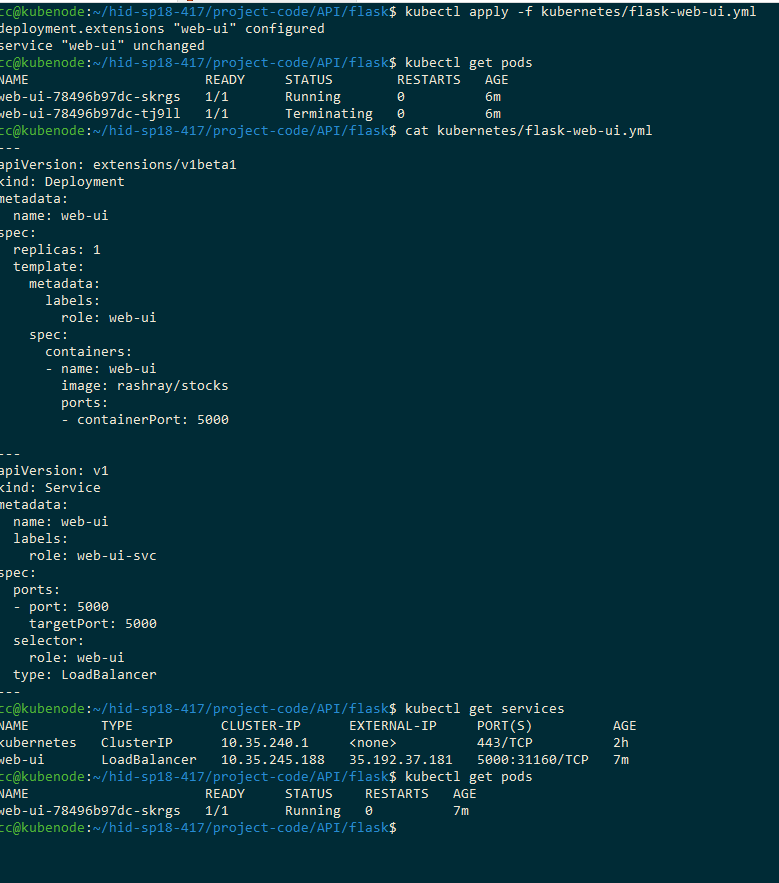 cc@kubenode:~/hid-sp18-417/project-code/API/flask$ kubectl apply -f kubernetes/flask-web-ui.yml
deployment.extensions "web-ui" configured
service "web-ui" unchanged
cc@kubenode:~/hid-sp18-417/project-code/API/flask$ kubectl get pods
NAME                      READY     STATUS        RESTARTS   AGE
web-ui-78496b97dc-skrgs   1/1       Running       0          6m
web-ui-78496b97dc-tj9ll   1/1       Terminating   0          6m
cc@kubenode:~/hid-sp18-417/project-code/API/flask$ cat kubernetes/flask-web-ui.yml
---
apiVersion: extensions/v1beta1
kind: Deployment
metadata:
  name: web-ui
spec:
  replicas: 1
  template:
    metadata:
      labels:
        role: web-ui
    spec:
      containers:
      - name: web-ui
        image: rashray/stocks
        ports:
        - containerPort: 5000

---
apiVersion: v1
kind: Service
metadata:
  name: web-ui
  labels:
    role: web-ui-svc
spec:
  ports:
  - port: 5000
    targetPort: 5000
  selector:
    role: web-ui
  type: LoadBalancer
---
cc@kubenode:~/hid-sp18-417/project-code/API/flask$ kubectl get services
NAME         TYPE           CLUSTER-IP      EXTERNAL-IP     PORT(S)          AGE
kubernetes   ClusterIP      10.35.240.1     <none>          443/TCP          2h
web-ui       LoadBalancer   10.35.245.188   35.192.37.181   5000:31160/TCP   7m
cc@kubenode:~/hid-sp18-417/project-code/API/flask$ kubectl get pods
NAME                      READY     STATUS    RESTARTS   AGE
web-ui-78496b97dc-skrgs   1/1       Running   0          7m
cc@kubenode:~/hid-sp18-417/project-code/API/flask$